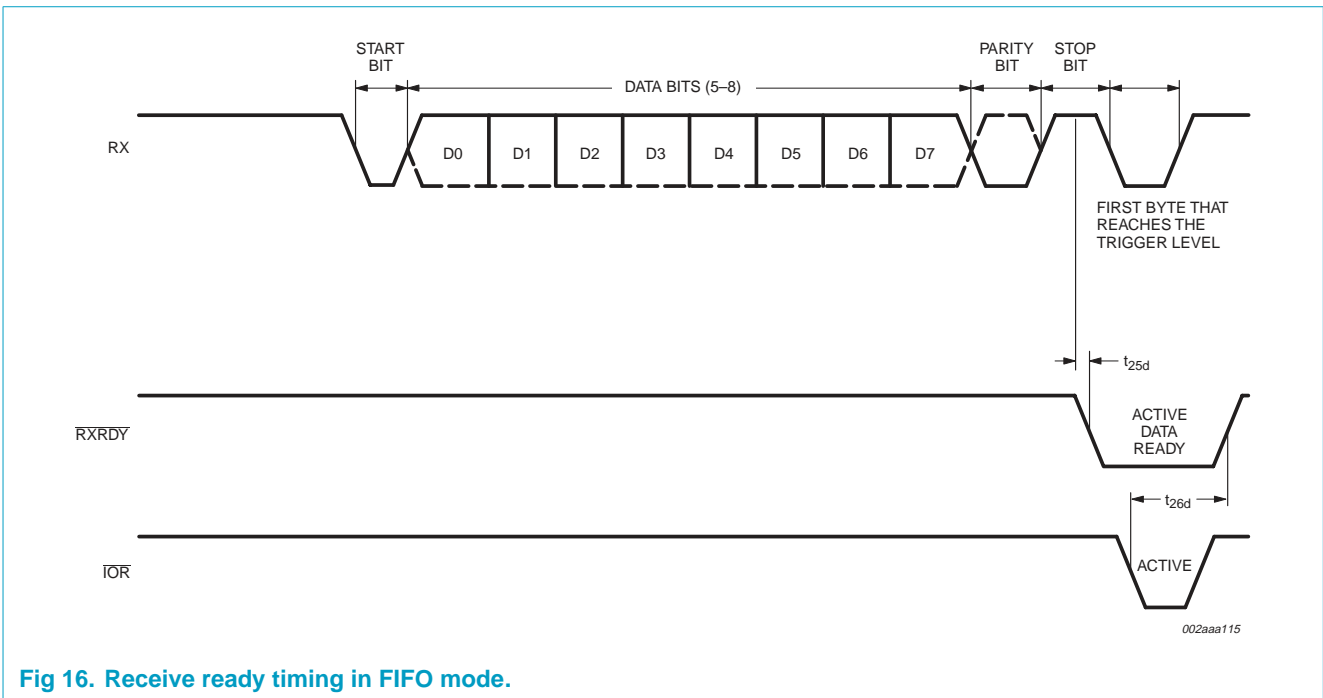 START
BIT
DATA BITS (5–8)
PARITY
BIT
STOP
BIT
RX
D0
D1
D2
D3
D4
D5
D6
D7
FIRST BYTE THAT
REACHES THE
TRIGGER LEVEL
t25d
RXRDY
ACTIVE
DATA
READY
t26d
IOR
ACTIVE
002aaa115
Fig 16. Receive ready timing in FIFO mode.